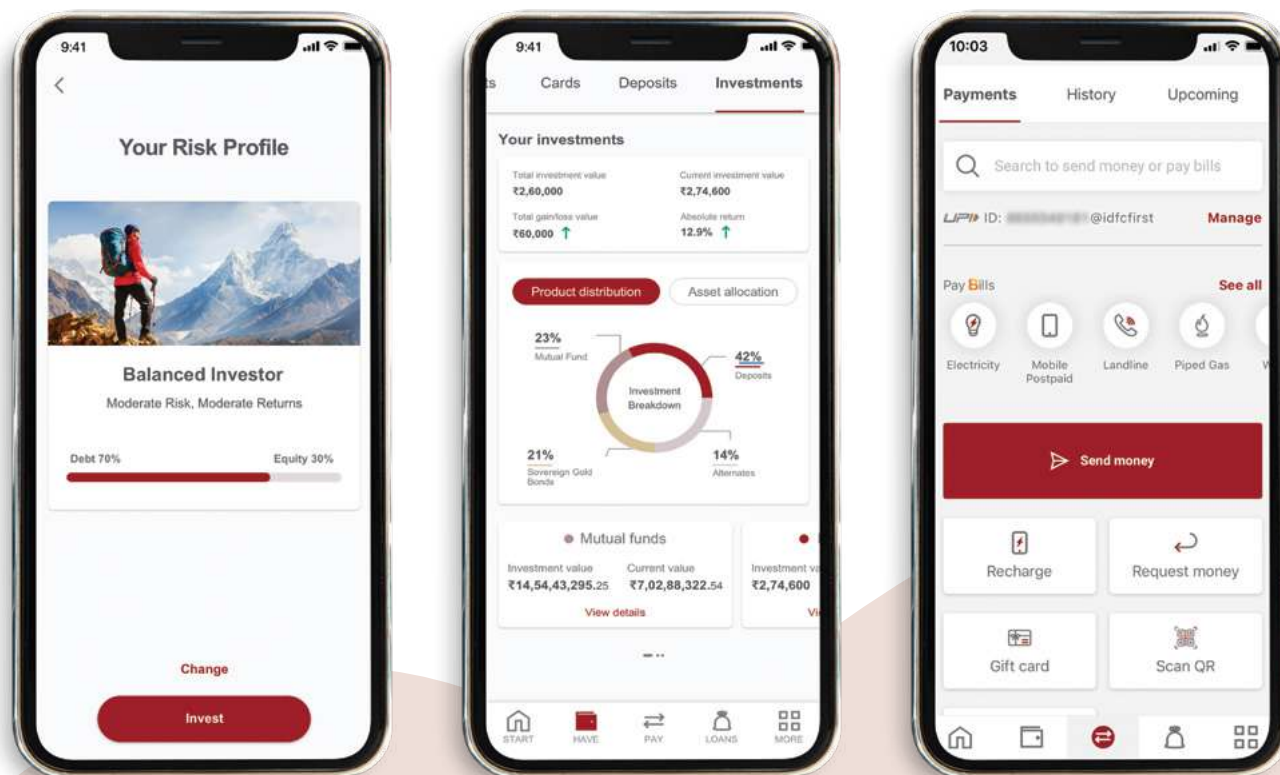 9:41
Your Risk Profile
Balanced Investor
Moderate Risk, Moderate Returns
Debt 70%
Equity 30%
Change
Invest
9:41
ts
Cards
Deposits
Investments
Your investments
Total investment value
Current investment value
₹2,60,000
₹2,74,600
Total gain/loss value
Absolute return
₹60,000
12.9%
Product distribution
Asset allocation
23%
Mutual Fund
42%
Deposits
Investment
Breakdown
21%
Sovereign Gold
Bonds
14%
Alternates
Mutual funds
Investment value
Current value
₹14,54,43,295.25
₹7,02,88,322.54
View details
Investment va
₹2,74,600
Vi
START
HAVE
PAY
LOANS
MORE
10:03
Payments
History
Upcoming
Search to send money or pay bills
UPI ID:
@idfcfirst
Manage
Pay Bills
See all
Electricity
Mobile
Postpaid
Landline
Piped Gas
W
Send money
Recharge
Request money
Gift card
Scan QR